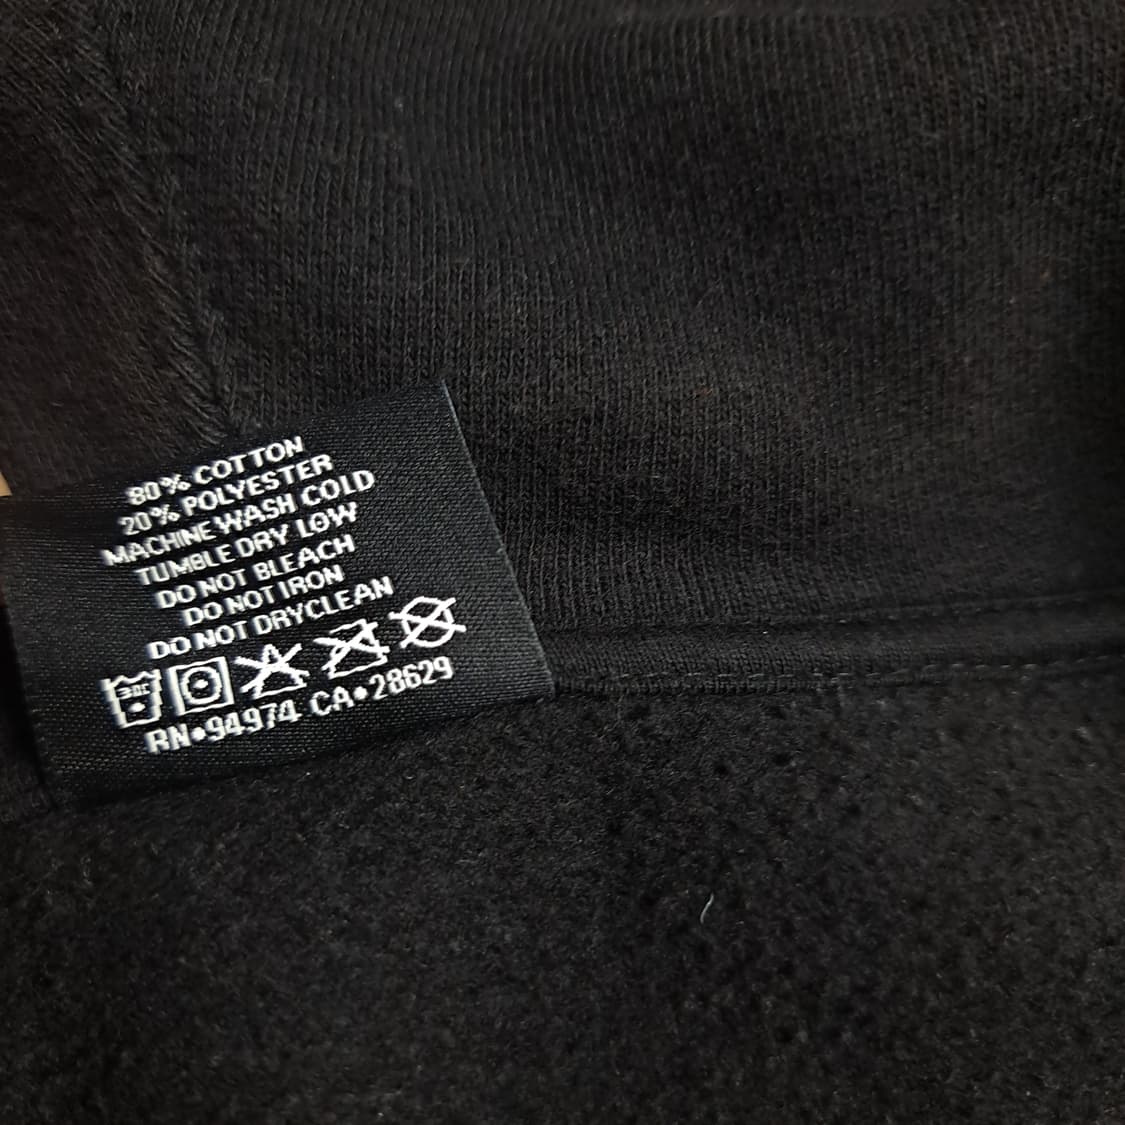 80% COTTON
20% POLYESTER
MACHINE WASH COLD
TUMBLE DRY LOW
DO NOT BLEACH
DO NOT IRON
DO NOT DRYCLEAN
30C
RN•94974 CA•28629